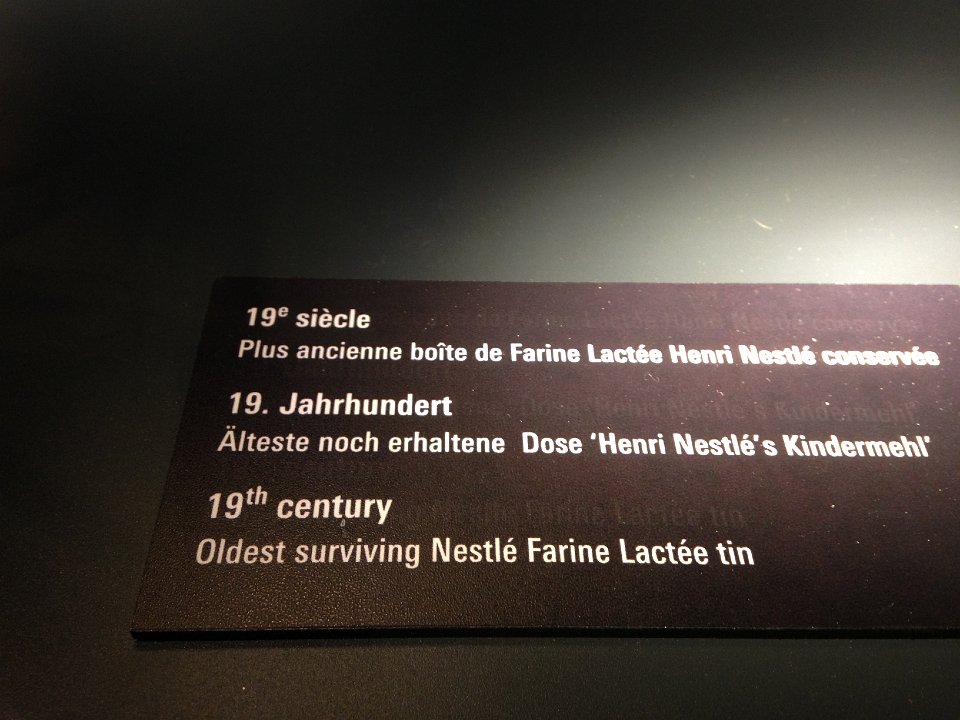 19e siècle
Plus ancienne boîte de Farine Lactée Henri Nestlé conservée
19. Jahrhundert
Älteste noch erhaltene Dose ‘Henri Nestlé’s Kindermehl’
19th century
Oldest surviving Nestlé Farine Lactée tin